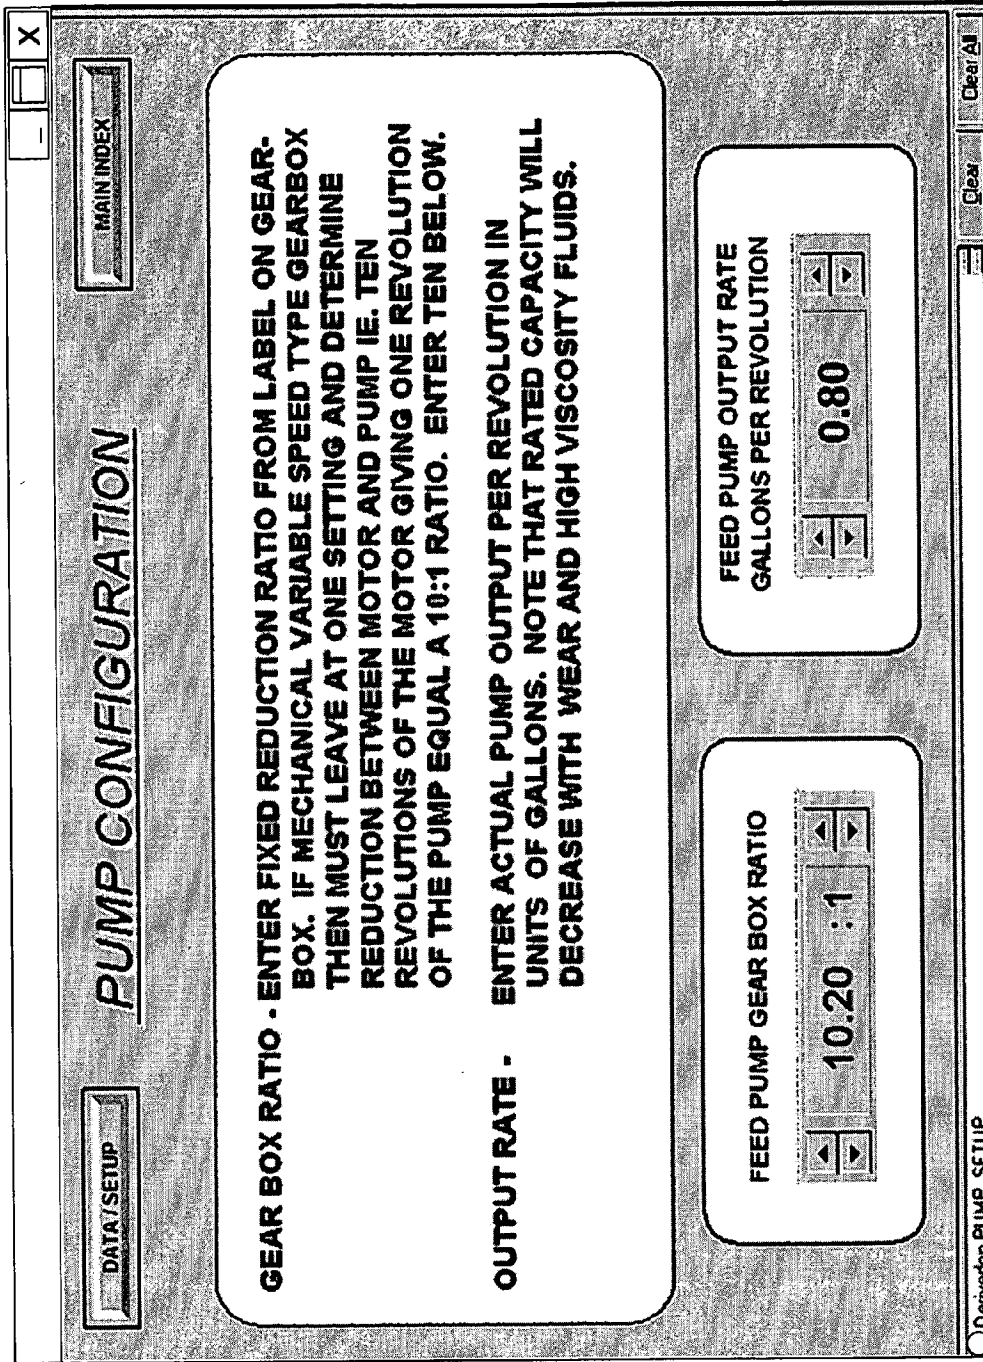 DATA / SETUP
PUMP CONFIGURATION
MAIN INDEX
GEAR BOX RATIO - ENTER FIXED REDUCTION RATIO FROM LABEL ON GEAR-
BOX. IF MECHANICAL VARIABLE SPEED TYPE GEARBOX
THEN MUST LEAVE AT ONE SETTING AND DETERMINE
REDUCTION BETWEEN MOTOR AND PUMP IE. TEN
REVOLUTIONS OF THE MOTOR GIVING ONE REVOLUTION
OF THE PUMP EQUAL A 10:1 RATIO. ENTER TEN BELOW.
OUTPUT RATE - ENTER ACTUAL PUMP OUTPUT PER REVOLUTION IN
UNITS OF GALLONS. NOTE THAT RATED CAPACITY WILL
DECREASE WITH WEAR AND HIGH VISCOSITY FLUIDS.
FEED PUMP GEAR BOX RATIO
10.20 :1
FEED PUMP OUTPUT RATE
GALLONS PER REVOLUTION
0.80
PUMP SETUP
Clear
Clear All